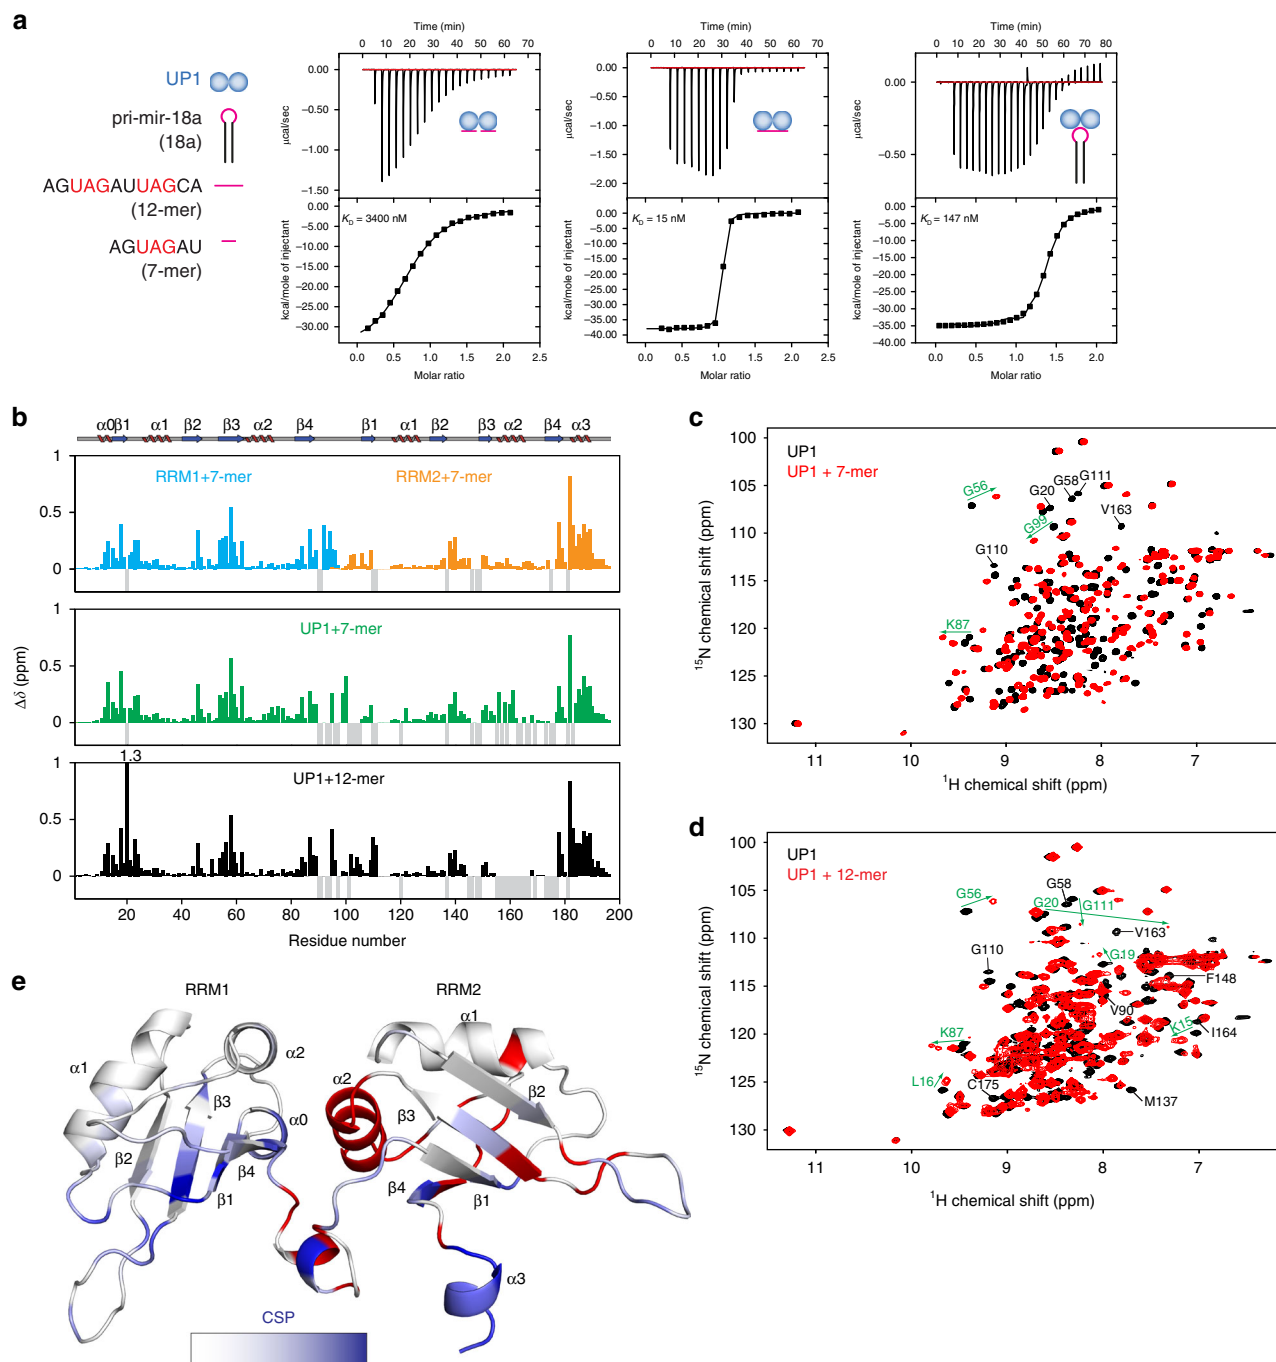 a
UP1
pri-mir-18a
(18a)
AGUAGAUUAGCA
(12-mer)
AGUAGAU
(7-mer)
Time (min)
0 10 20 30 40 50 60 70
0.00
−0.50
−1.00
−1.50
µcal/sec
0.00
−5.00
−10.00
−15.00
−20.00
−25.00
−30.00
kcal/mole of injectant
KD = 3400 nM
0.0 0.5 1.0 1.5 2.0 2.5
Molar ratio
Time (min)
0 10 20 30 40 50 60 70
0.00
−0.50
−1.00
−1.50
−2.00
µcal/sec
0.00
−5.00
−10.00
−15.00
−20.00
−25.00
−30.00
−35.00
−40.00
kcal/mole of injectant
KD = 15 nM
0.0 0.5 1.0 1.5 2.0 2.5
Molar ratio
Time (min)
0 10 20 30 40 50 60 70 80
0.00
−0.50
µcal/sec
0.00
−5.00
−10.00
−15.00
−20.00
−25.00
−30.00
−35.00
−40.00
kcal/mole of injectant
KD = 147 nM
0.0 0.5 1.0 1.5 2.0
Molar ratio
b
α0 β1 α1 β2 β3 α2 β4 β1 α1 β2 β3 α2 β4 α3
1
0.5
0
RRM1+7-mer RRM2+7-mer
1
0.5
0
UP1+7-mer
1.3
1
0.5
0
UP1+12-mer
Δδ (ppm)
20 40 60 80 100 120 140 160 180 200
Residue number
c
UP1
UP1 + 7-mer
G56
G20
G58
G111
G99
V163
G110
K87
100
105
110
115
120
125
130
15N chemical shift (ppm)
11 10 9 8 7
1H chemical shift (ppm)
d
UP1
UP1 + 12-mer
G56
G58
G20
G111
V163
G110
G19
F148
V90
K15
I164
K87
L16
C175
M137
100
105
110
115
120
125
130
15N chemical shift (ppm)
11 10 9 8 7
1H chemical shift (ppm)
e
RRM1
RRM2
α1
α2
β3
α0
β2
β4
β1
α1
α2
β2
β3
β4
β1
α3
CSP